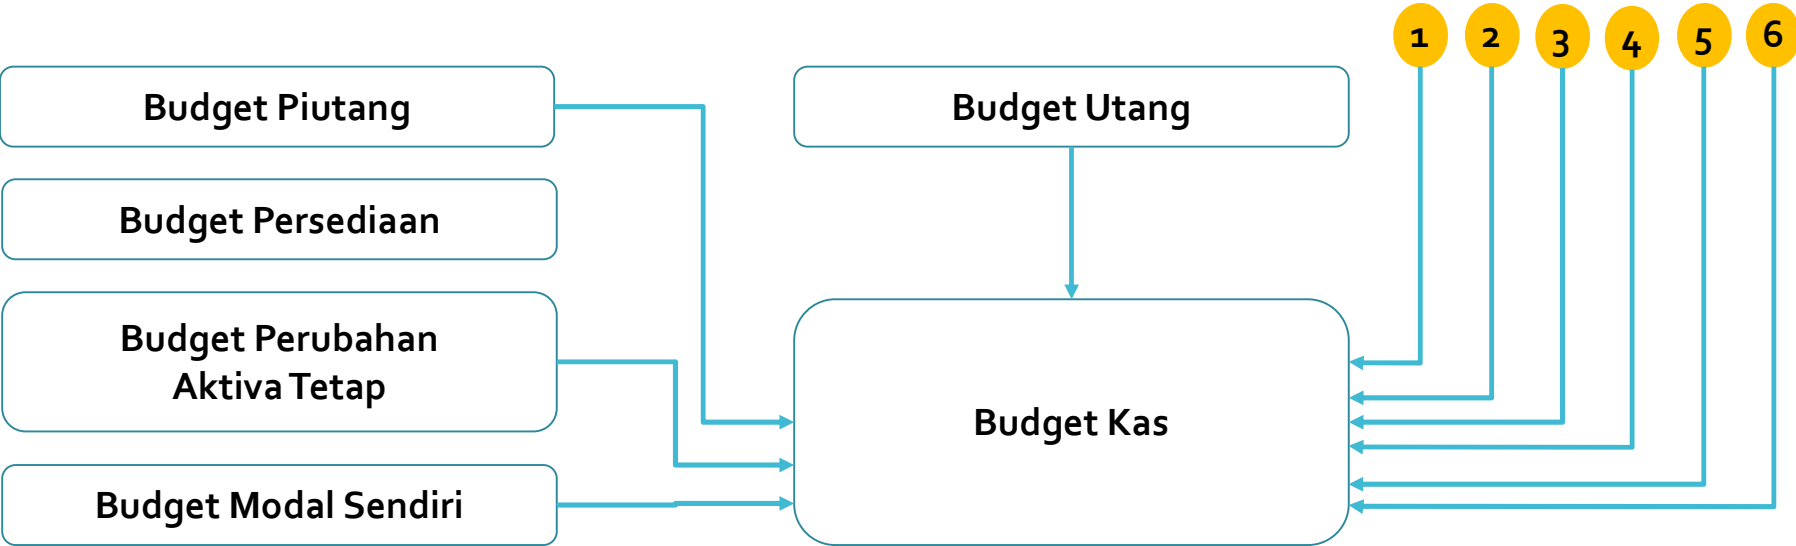 1 2 3 4 5 6
Budget Piutang
Budget Utang
Budget Persediaan
Budget Perubahan
Aktiva Tetap
Budget Kas
Budget Modal Sendiri